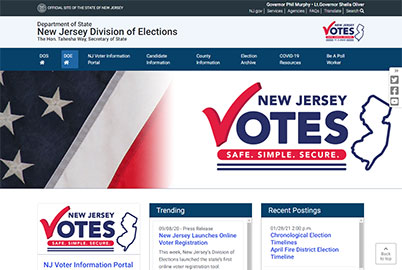 OFFICIAL SITE OF THE STATE OF NEW JERSEY
Governor Phil Murphy • Lt.Governor Sheila Oliver
NJ.gov | Services | Agencies | FAQs | Translate | Search
Department of State
New Jersey Division of Elections
The Hon. Tahesha Way, Secretary of State
NEW JERSEY
VOTES
SAFE. SIMPLE. SECURE.
DOS
DOE
NJ Voter Information
Portal
Candidate
Information
County
Information
Election
Archive
COVID-19
Resources
Be A Poll
Worker
NEW JERSEY
VOTES
SAFE. SIMPLE. SECURE.
NEW JERSEY
VOTES
SAFE. SIMPLE. SECURE.
NJ Voter Information Portal
Trending
09/08/20 - Press Release
New Jersey Launches Online
Voter Registration
This week, New Jersey's Division of
Elections launched the state's first
online voter registration tool
Recent Postings
01/28/21 2:00 p.m.
Chronological Election
Timelines
April Fire District Election
Timeline
Back
to top